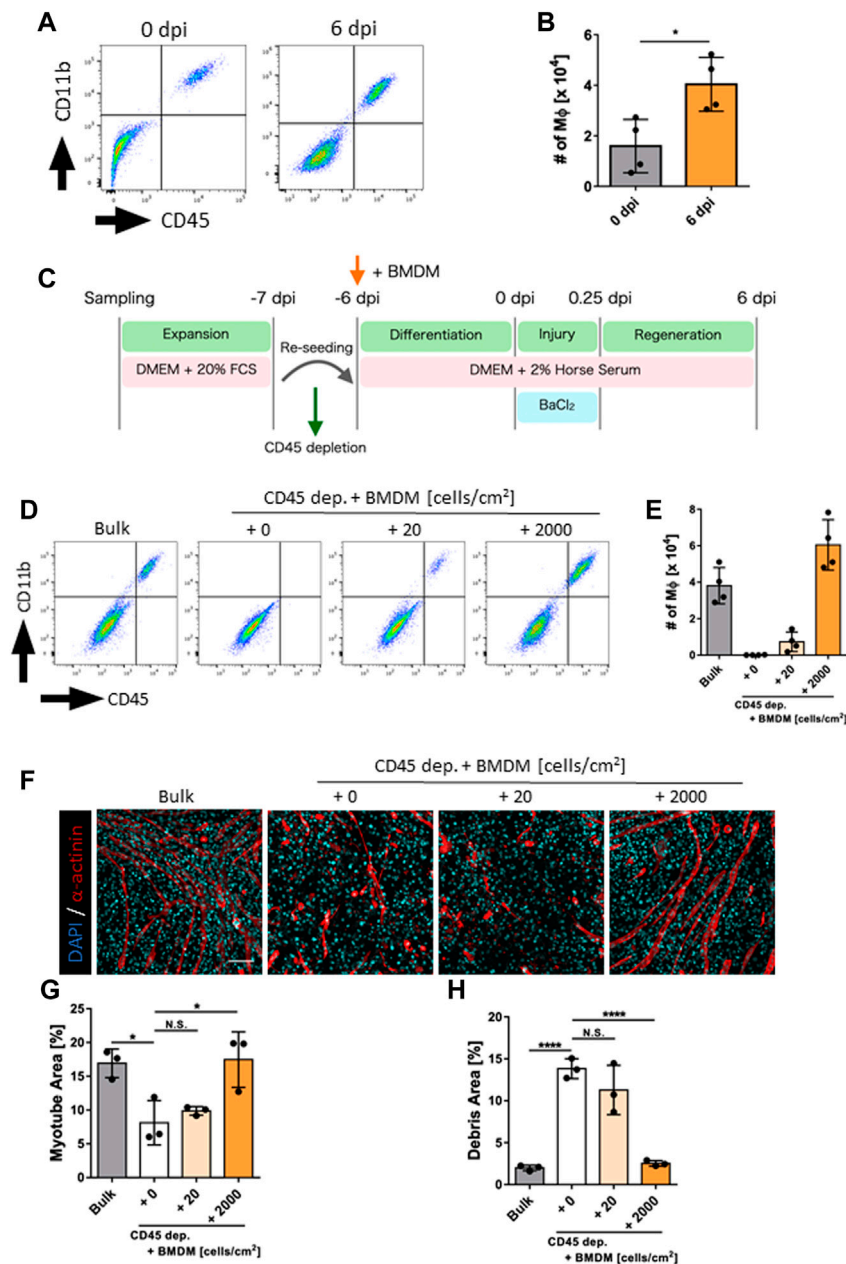 A
0 dpi
6 dpi
CD11b
CD45
B
*
# of Mϕ [x 10⁴]
6
4
2
0
0 dpi
6 dpi
C
+ BMDM
Sampling
-7 dpi
-6 dpi
0 dpi
0.25 dpi
6 dpi
Expansion
Re-seeding
Differentiation
Injury
Regeneration
DMEM + 20% FCS
DMEM + 2% Horse Serum
BaCl₂
CD45 depletion
D
CD45 dep. + BMDM [cells/cm²]
Bulk
+ 0
+ 20
+ 2000
CD11b
CD45
E
# of Mϕ [x 10⁴]
8
6
4
2
0
Bulk
+ 0
+ 20
+ 2000
CD45 dep.
+ BMDM [cells/cm²]
F
CD45 dep. + BMDM [cells/cm²]
Bulk
+ 0
+ 20
+ 2000
DAPI / α-actinin
G
*
*
N.S.
Myotube Area [%]
25
20
15
10
5
0
Bulk
+ 0
+ 20
+ 2000
CD45 dep.
+ BMDM [cells/cm²]
H
****
****
N.S.
Debris Area [%]
20
15
10
5
0
Bulk
+ 0
+ 20
+ 2000
CD45 dep.
+ BMDM [cells/cm²]